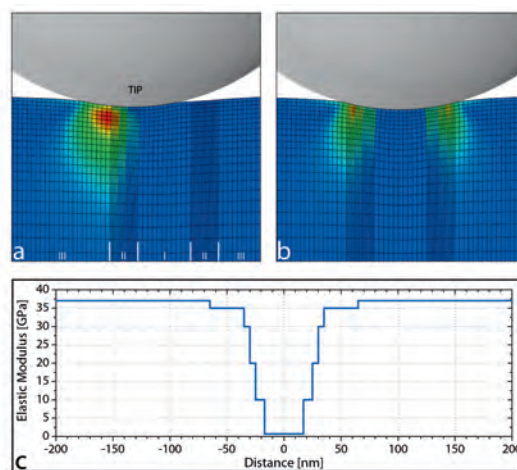 TIP
a
III II I II III
b
40
35
30
25
20
15
10
5
0
Elastic Modulus [GPa]
-200 -150 -100 -50 0 50 100 150 200
Distance [nm]
C